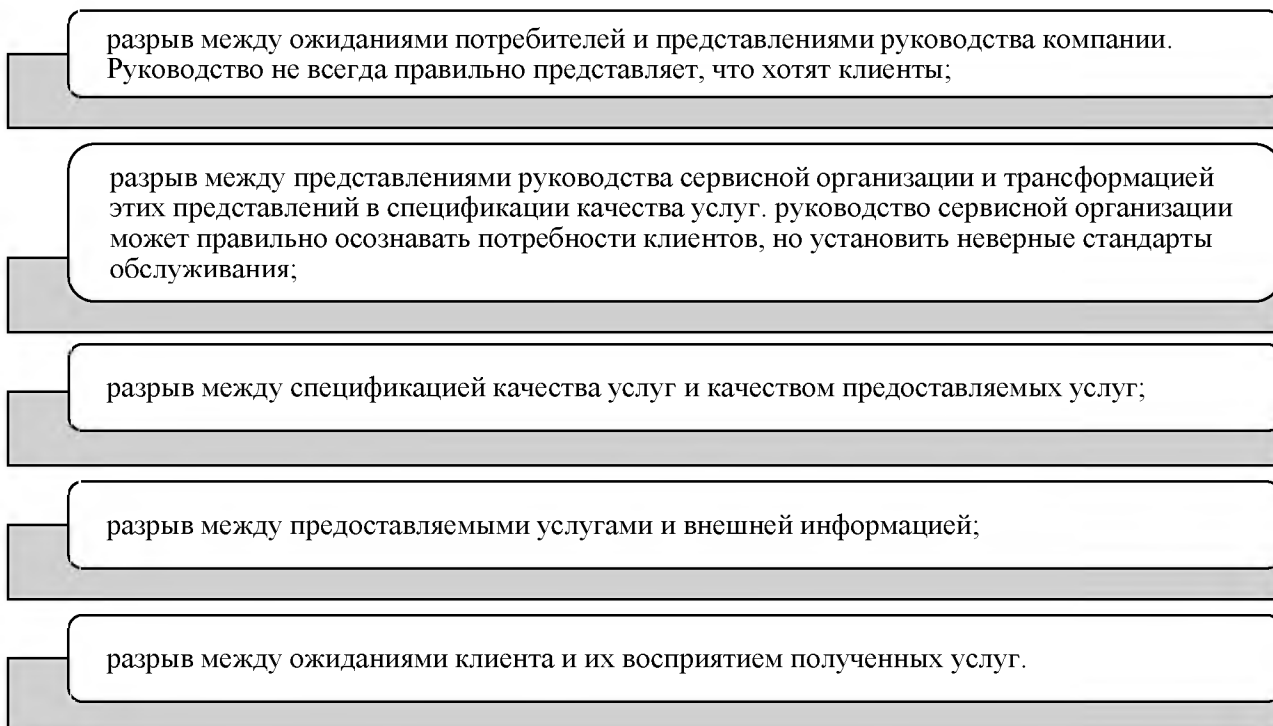 разрыв между ожиданиями потребителей и представлениями руководства компании.
Руководство не всегда правильно представляет, что хотят клиенты;
разрыв между представлениями руководства сервисной организации и трансформацией
этих представлений в спецификации качества услуг. руководство сервисной организации
может правильно осознавать потребности клиентов, но установить неверные стандарты
обслуживания;
разрыв между спецификацией качества услуг и качеством предоставляемых услуг;
разрыв между предоставляемыми услугами и внешней информацией;
разрыв между ожиданиями клиента и их восприятием полученных услуг.